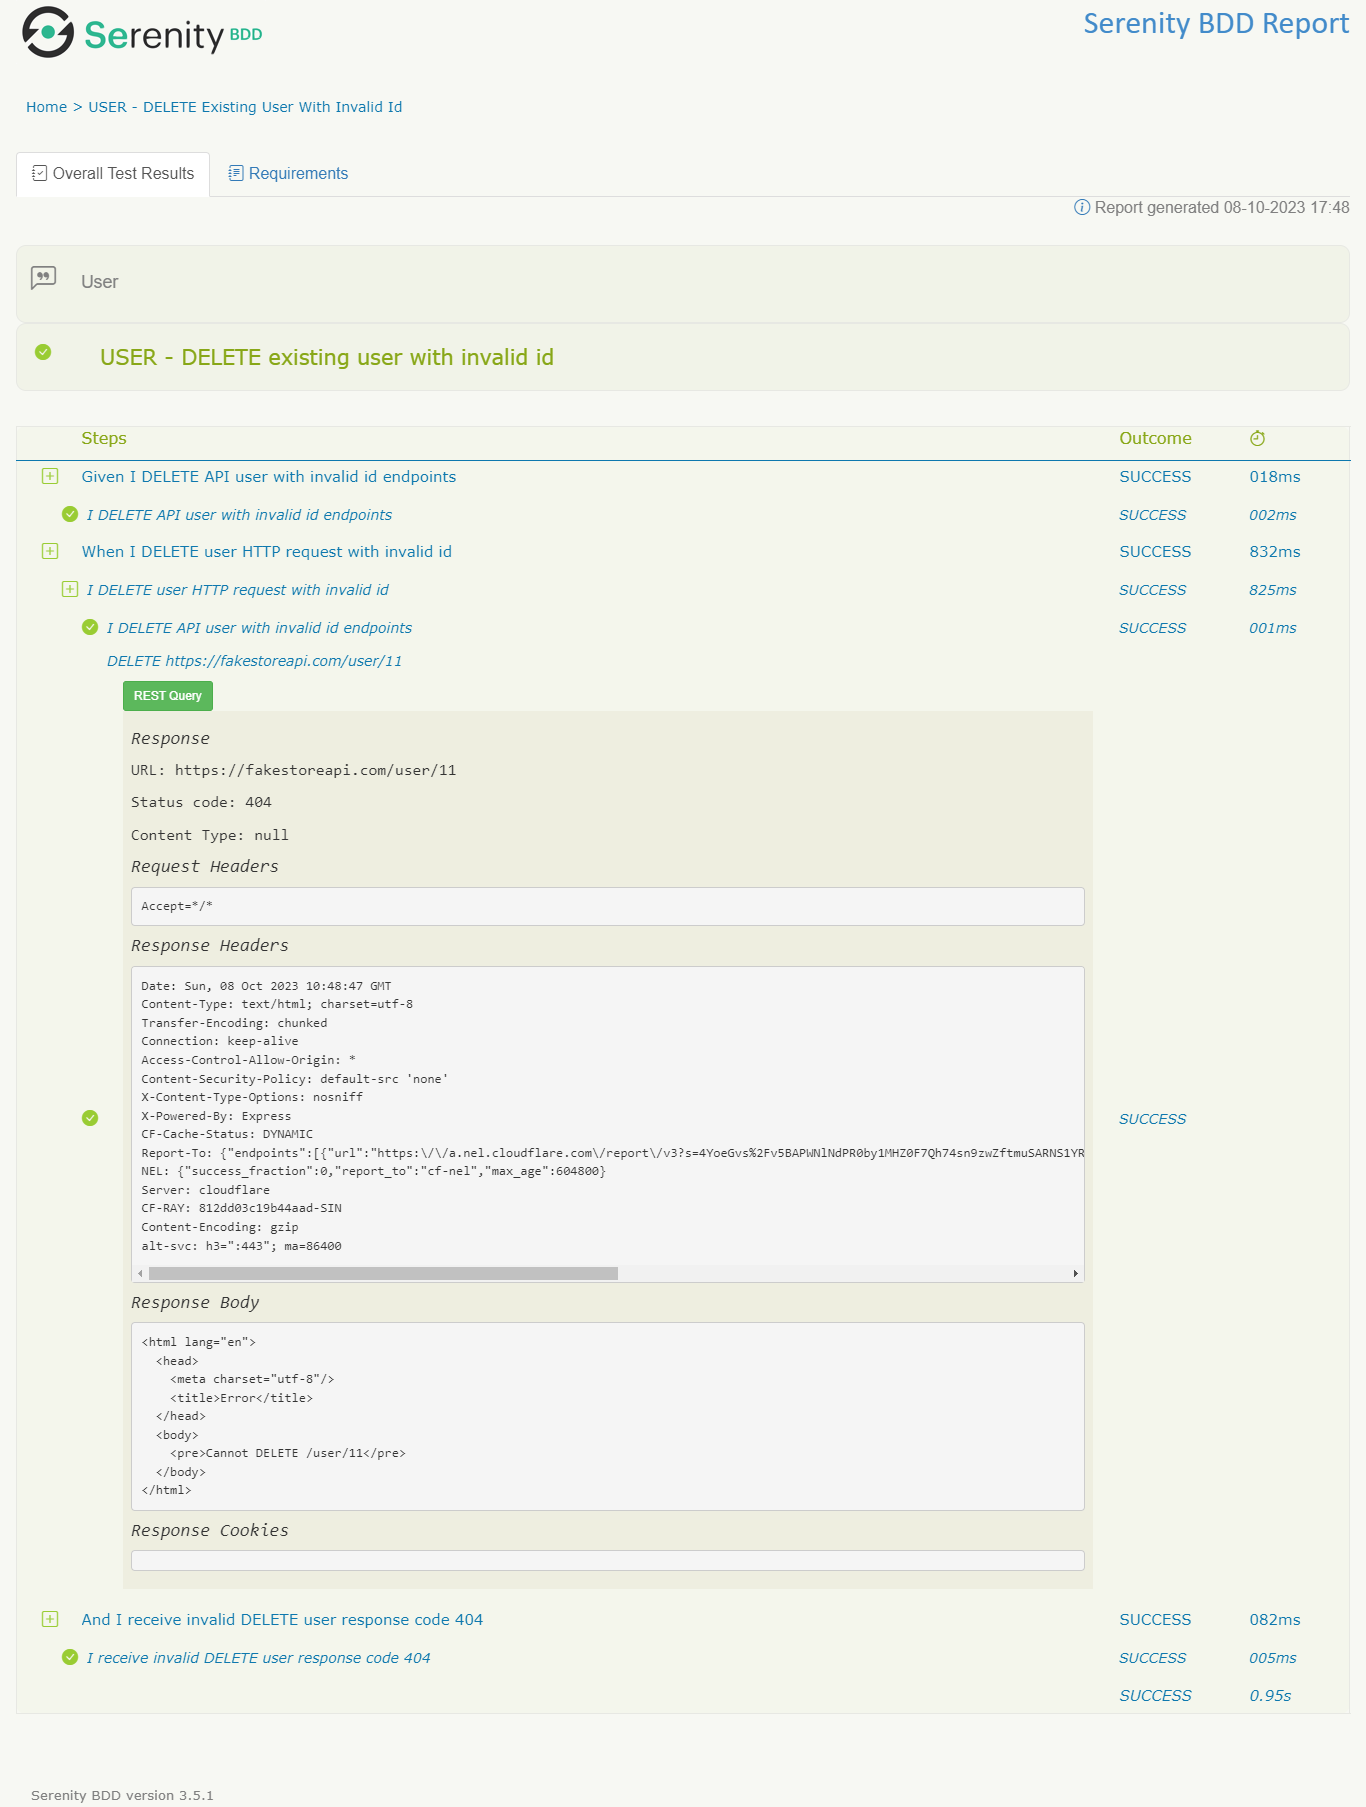 Serenity BDD
Serenity BDD Report
Home > USER - DELETE Existing User With Invalid Id
Overall Test Results
Requirements
Report generated 08-10-2023 17:48
User
USER - DELETE existing user with invalid id
Steps Outcome
Given I DELETE API user with invalid id endpoints SUCCESS 018ms
I DELETE API user with invalid id endpoints SUCCESS 002ms
When I DELETE user HTTP request with invalid id SUCCESS 832ms
I DELETE user HTTP request with invalid id SUCCESS 825ms
I DELETE API user with invalid id endpoints SUCCESS 001ms
DELETE https://fakestoreapi.com/user/11
REST Query
Response
URL: https://fakestoreapi.com/user/11
Status code: 404
Content Type: null
Request Headers
Accept=*/*
Response Headers
Date: Sun, 08 Oct 2023 10:48:47 GMT
Content-Type: text/html; charset=utf-8
Transfer-Encoding: chunked
Connection: keep-alive
Access-Control-Allow-Origin: *
Content-Security-Policy: default-src 'none'
X-Content-Type-Options: nosniff
X-Powered-By: Express
SUCCESS
CF-Cache-Status: DYNAMIC
Report-To: {"endpoints":[{"url":"https:\/\/a.nel.cloudflare.com\/report\/v3?s=4YoeGvs%2Fv5BAPWNlNdPR0by1MHZ0F7Qh74sn9zwZftmuSARNS1YR
NEL: {"success_fraction":0,"report_to":"cf-nel","max_age":604800}
Server: cloudflare
CF-RAY: 812dd03c19b44aad-SIN
Content-Encoding: gzip
alt-svc: h3=":443"; ma=86400
Response Body
<html lang="en">
  <head>
    <meta charset="utf-8"/>
    <title>Error</title>
  </head>
  <body>
    <pre>Cannot DELETE /user/11</pre>
  </body>
</html>
Response Cookies
And I receive invalid DELETE user response code 404 SUCCESS 082ms
I receive invalid DELETE user response code 404 SUCCESS 005ms
SUCCESS 0.95s
Serenity BDD version 3.5.1